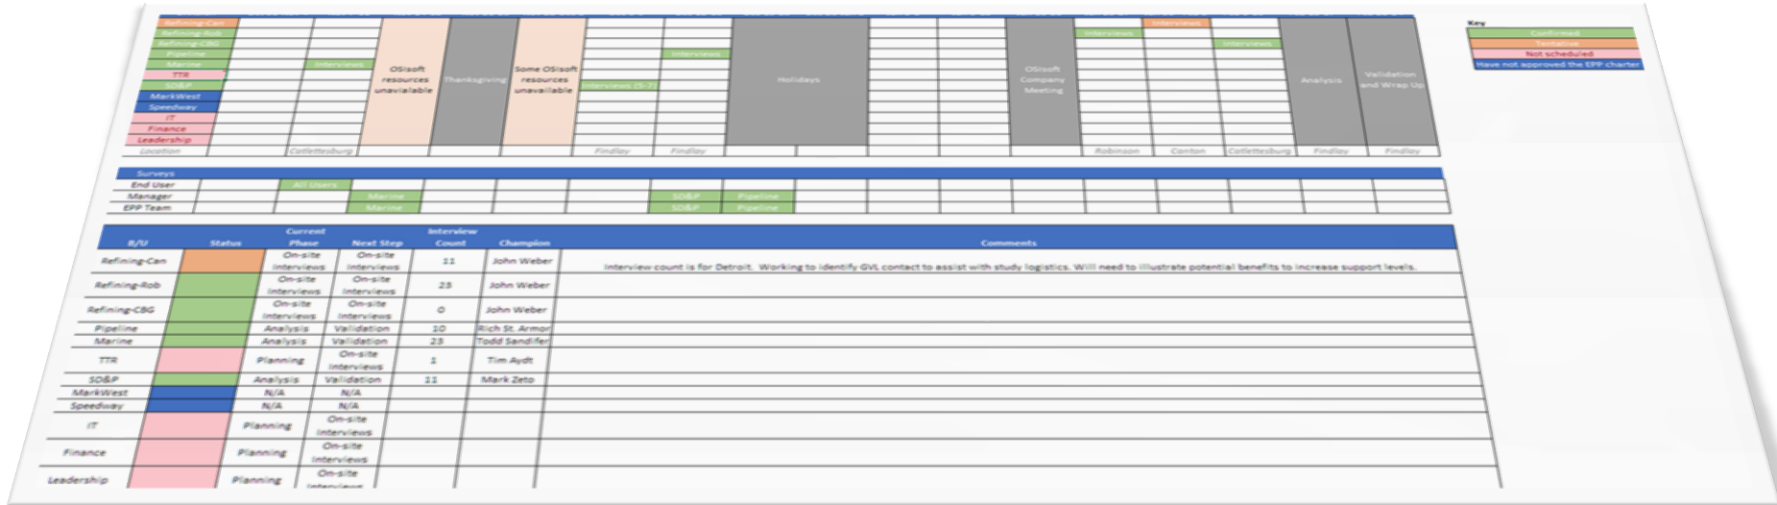 Key
Refining-Can Interviews Confirmed
Refining-Rob Interviews Tentative
Refining-CBG Interviews Not scheduled
Pipeline Interviews Have not approved the EPP charter
Marine Interviews
TTR
SD&P Interviews (5-7)
MarkWest
Speedway
IT
Finance
Leadership
OSIsoft resources unavailable
Thanksgiving
Some OSIsoft resources unavailable
Holidays
OSIsoft Company Meeting
Analysis
Validation and Wrap Up
Location Catlettesburg Findlay Findlay Robinson Canton Catlettesburg Findlay Findlay
Surveys
End User All Users
Manager Marine SD&P Pipeline
EPP Team Marine SD&P Pipeline
B/U Status Current Phase Next Step Interview Count Champion Comments
Refining-Can On-site Interviews On-site Interviews 11 John Weber Interview count is for Detroit. Working to identify GVL contact to assist with study logistics. Will need to illustrate potential benefits to increase support levels.
Refining-Rob On-site Interviews On-site Interviews 23 John Weber
Refining-CBG On-site Interviews On-site Interviews 0 John Weber
Pipeline Analysis Validation 10 Rich St. Armor
Marine Analysis Validation 23 Todd Sandifer
TTR Planning On-site Interviews 1 Tim Aydt
SD&P Analysis Validation 11 Mark Zeto
MarkWest N/A N/A
Speedway N/A N/A
IT Planning On-site Interviews
Finance Planning On-site Interviews
Leadership Planning On-site Interviews